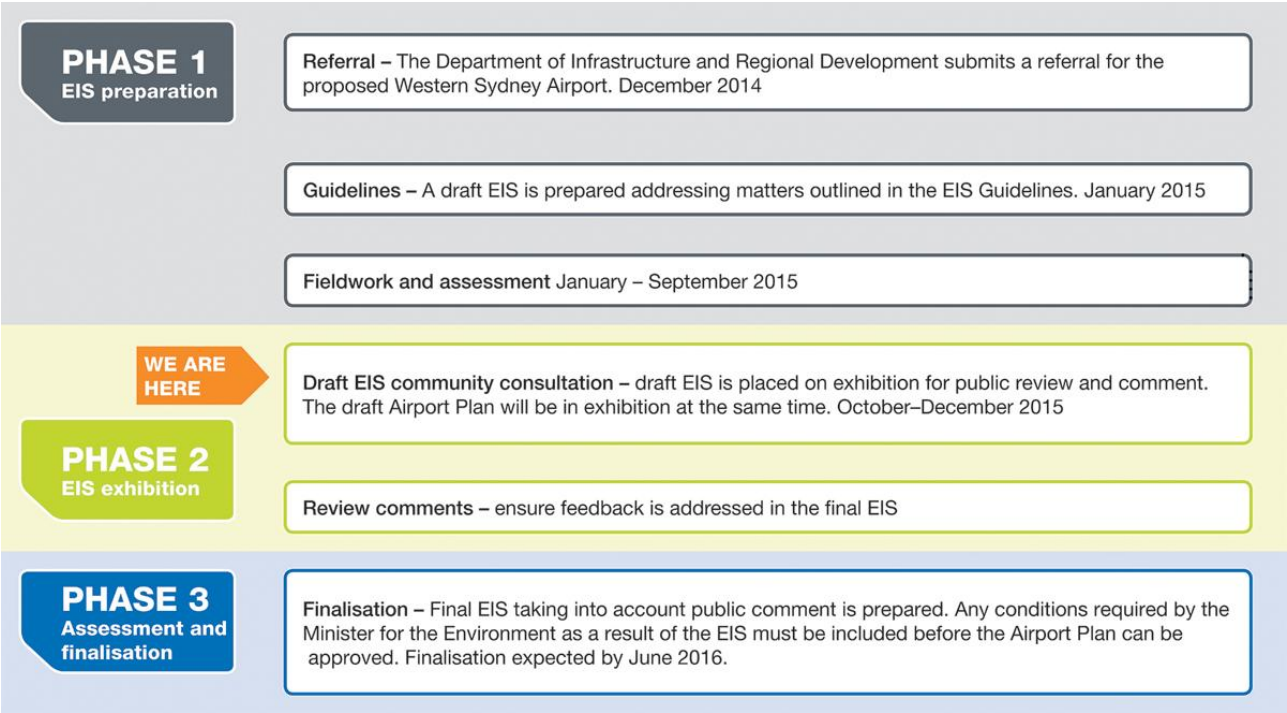 PHASE 1
EIS preparation
Referral – The Department of Infrastructure and Regional Development submits a referral for the
proposed Western Sydney Airport. December 2014
Guidelines – A draft EIS is prepared addressing matters outlined in the EIS Guidelines. January 2015
Fieldwork and assessment January – September 2015
WE ARE
HERE
Draft EIS community consultation – draft EIS is placed on exhibition for public review and comment.
The draft Airport Plan will be in exhibition at the same time. October–December 2015
PHASE 2
EIS exhibition
Review comments – ensure feedback is addressed in the final EIS
PHASE 3
Assessment and
finalisation
Finalisation – Final EIS taking into account public comment is prepared. Any conditions required by the
Minister for the Environment as a result of the EIS must be included before the Airport Plan can be
approved. Finalisation expected by June 2016.